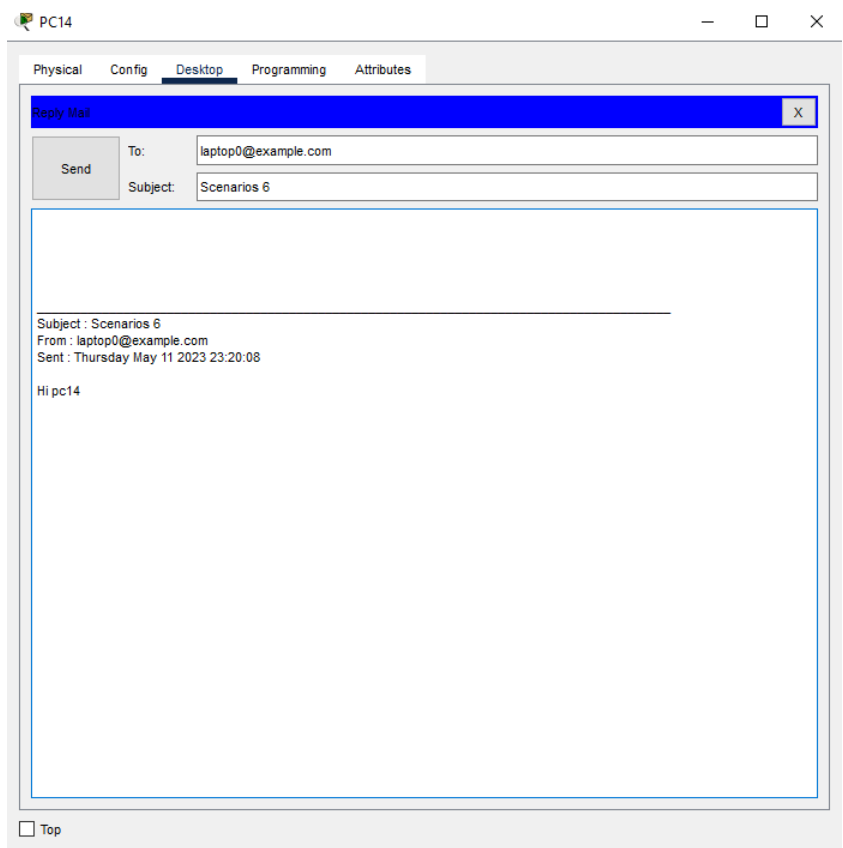 PC14
Physical Config Desktop Programming Attributes
Reply Mail
X
Send
To: laptop0@example.com
Subject: Scenarios 6
Subject : Scenarios 6
From : laptop0@example.com
Sent : Thursday May 11 2023 23:20:08
Hi pc14
Top